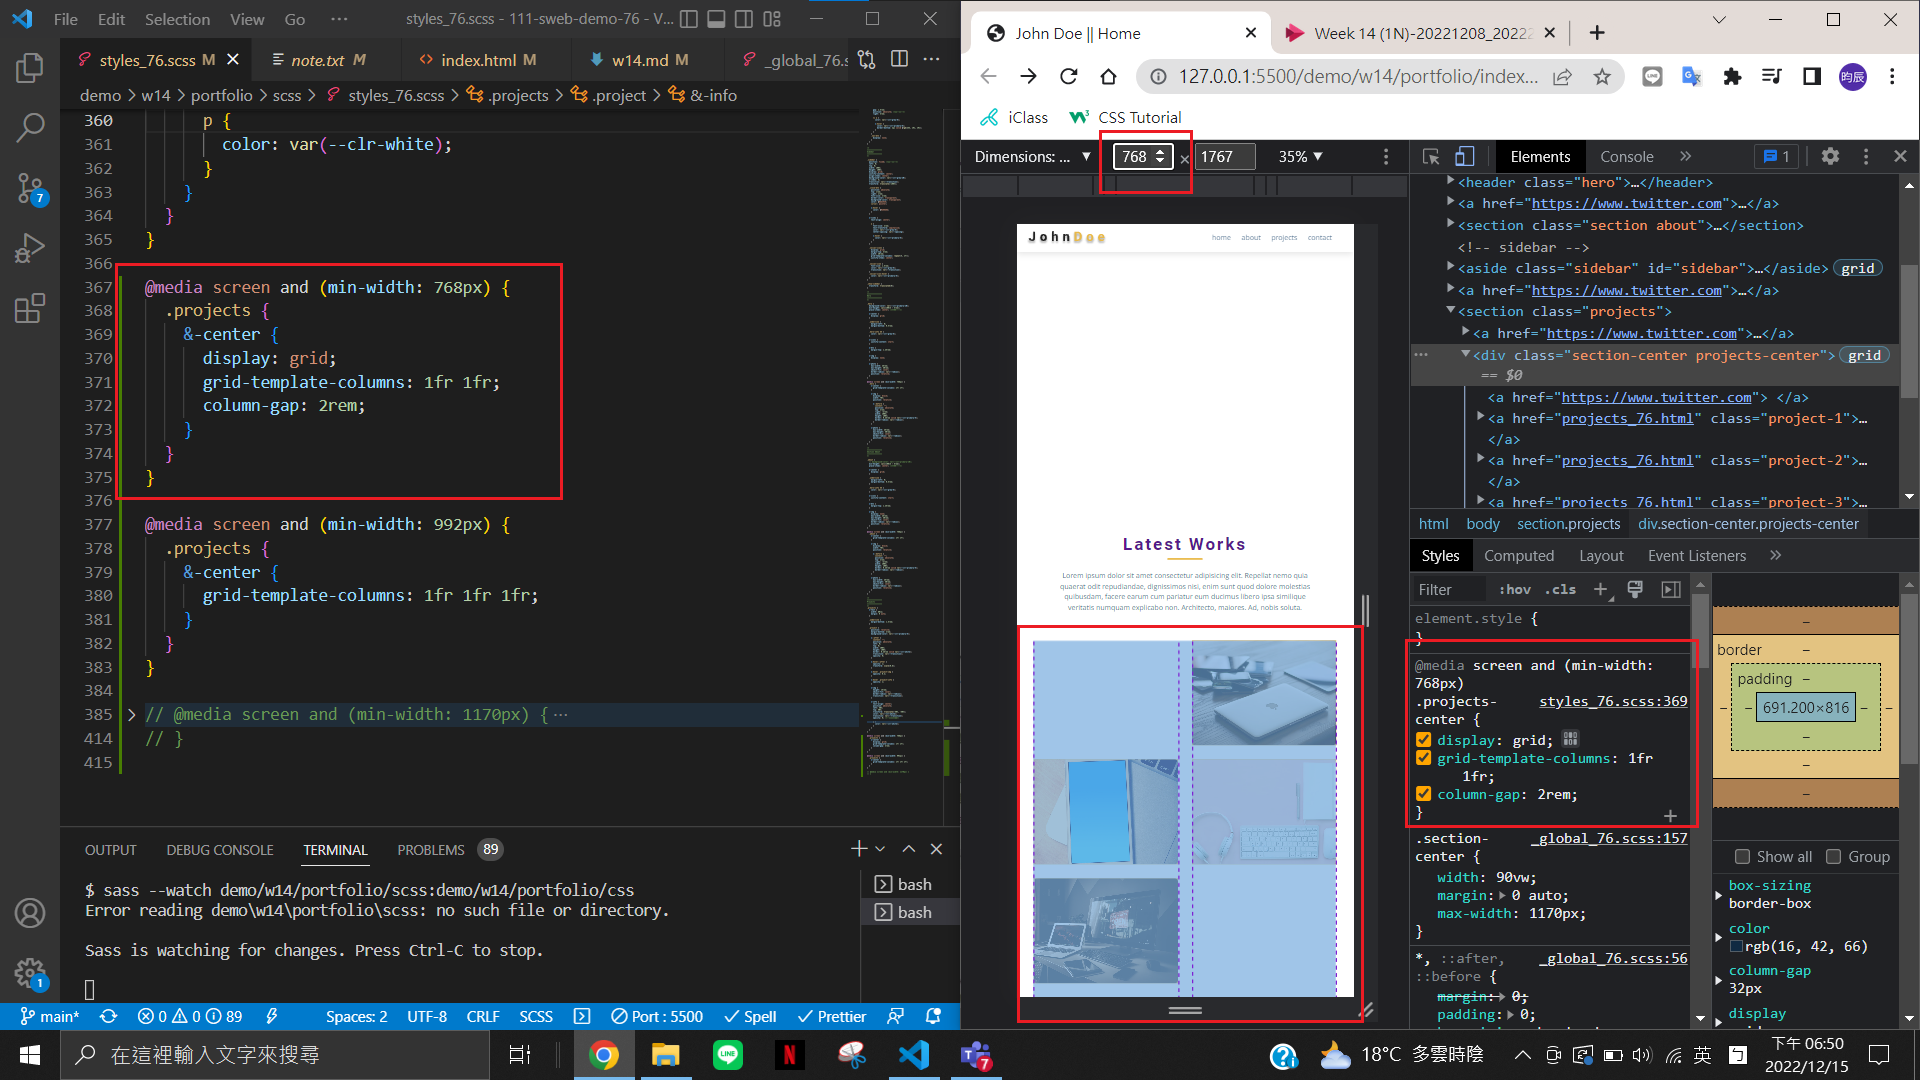 File Edit Selection View Go ··· styles_76.scss - 111-sweb-demo-76 - V...
styles_76.scss M
note.txt M
index.html M
w14.md M
_global_76.s
demo > w14 > portfolio > scss > styles_76.scss > .projects > .project > &-info
360 p {
361 color: var(--clr-white);
362 }
363 }
364 }
365 }
366
367 @media screen and (min-width: 768px) {
368 .projects {
369 &-center {
370 display: grid;
371 grid-template-columns: 1fr 1fr;
372 column-gap: 2rem;
373 }
374 }
375 }
376
377 @media screen and (min-width: 992px) {
378 .projects {
379 &-center {
380 grid-template-columns: 1fr 1fr 1fr;
381 }
382 }
383 }
384
385 // @media screen and (min-width: 1170px) {···
414 // }
415
OUTPUT DEBUG CONSOLE TERMINAL PROBLEMS 89
$ sass --watch demo/w14/portfolio/scss:demo/w14/portfolio/css
Error reading demo\w14\portfolio\scss: no such file or directory.
Sass is watching for changes. Press Ctrl-C to stop.
bash
bash
7
1
main* 0 0 89 Spaces: 2 UTF-8 CRLF SCSS Port : 5500 Spell Prettier
John Doe || Home
Week 14 (1N)-20221208_2022
127.0.0.1:5500/demo/w14/portfolio/index...
昀辰
iClass
CSS Tutorial
Dimensions: ... 768 × 1767 35%
JohnDoe
home about projects contact
Latest Works
Lorem ipsum dolor sit amet consectetur adipisicing elit. Repellat nemo quia
quaerat odit repudiandae, dignissimos nisi, enim sunt quod dolore molestias
quibusdam, facere earum cum pariatur eum ducimus libero ipsa similique
veritatis numquam explicabo non. Architecto, maiores. Ad, nobis soluta.
Elements Console » 1
<header class="hero">…</header>
<a href="https://www.twitter.com">…</a>
<section class="section about">…</section>
<!-- sidebar -->
<aside class="sidebar" id="sidebar">…</aside> grid
<a href="https://www.twitter.com">…</a>
<section class="projects">
<a href="https://www.twitter.com">…</a>
<div class="section-center projects-center"> grid
== $0
<a href="https://www.twitter.com"> </a>
<a href="projects_76.html" class="project-1">…
</a>
<a href="projects_76.html" class="project-2">…
</a>
<a href="projects_76.html" class="project-3">…
html body section.projects div.section-center.projects-center
Styles Computed Layout Event Listeners »
Filter :hov .cls
element.style {
}
@media screen and (min-width:
768px)
.projects- styles_76.scss:369
center {
display: grid;
grid-template-columns: 1fr
1fr;
column-gap: 2rem;
}
.section- _global_76.scss:157
center {
width: 90vw;
margin: 0 auto;
max-width: 1170px;
}
*, ::after, _global_76.scss:56
::before {
margin: 0;
padding: 0;
border –
padding –
691.200×816
Show all Group
box-sizing
border-box
color
rgb(16, 42, 66)
column-gap
32px
display
在這裡輸入文字來搜尋
7
18°C 多雲時陰
英
下午 06:50
2022/12/15